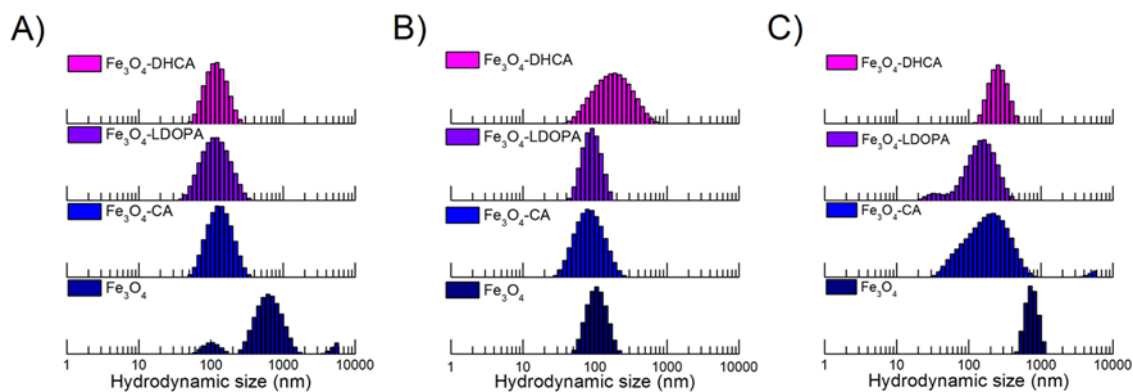 A)
Fe₃O₄-DHCA
Fe₃O₄-LDOPA
Fe₃O₄-CA
Fe₃O₄
1 10 100 1000 10000
Hydrodynamic size (nm)
B)
Fe₃O₄-DHCA
Fe₃O₄-LDOPA
Fe₃O₄-CA
Fe₃O₄
1 10 100 1000 10000
Hydrodynamic size (nm)
C)
Fe₃O₄-DHCA
Fe₃O₄-LDOPA
Fe₃O₄-CA
Fe₃O₄
1 10 100 1000 10000
Hydrodynamic size (nm)